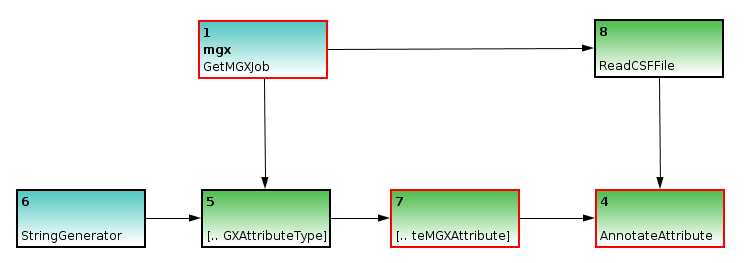 1
mgx
GetMGXJob
8
ReadCSFFile
6
StringGenerator
5
[.. GXAttributeType]
7
[.. teMGXAttribute]
4
AnnotateAttribute